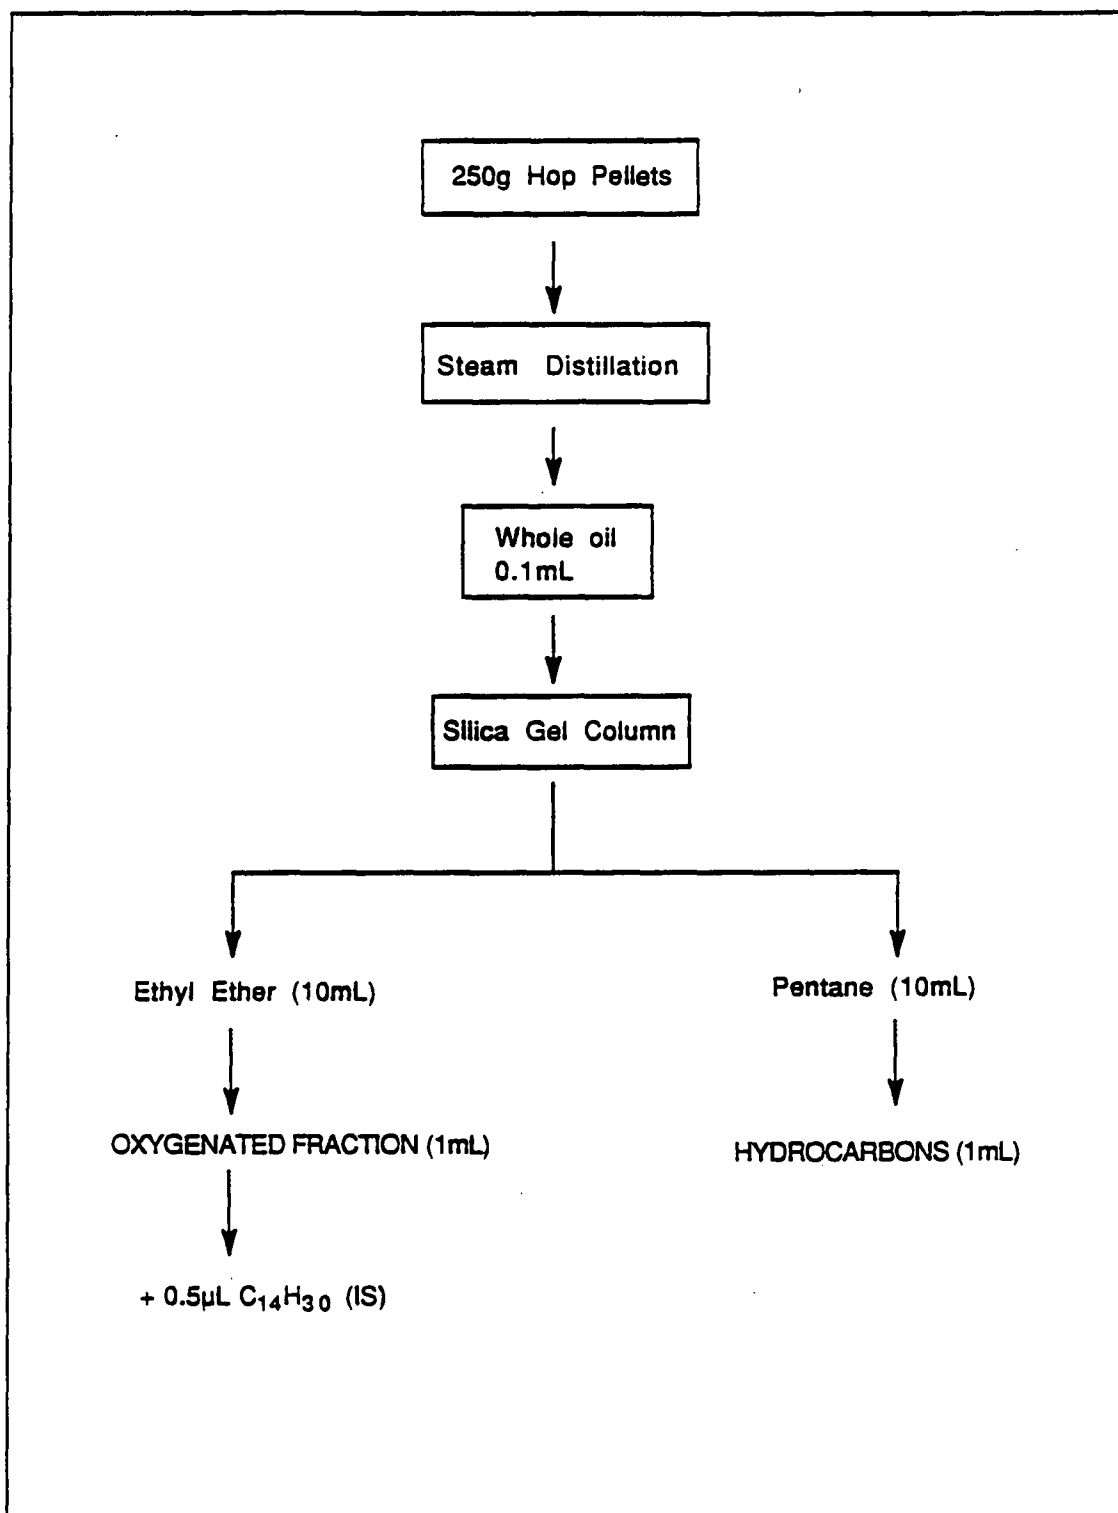 250g Hop Pellets
Steam Distillation
Whole oil
0.1mL
Silica Gel Column
Ethyl Ether (10mL)
Pentane (10mL)
OXYGENATED FRACTION (1mL)
HYDROCARBONS (1mL)
+ 0.5µL C₁₄H₃₀ (IS)